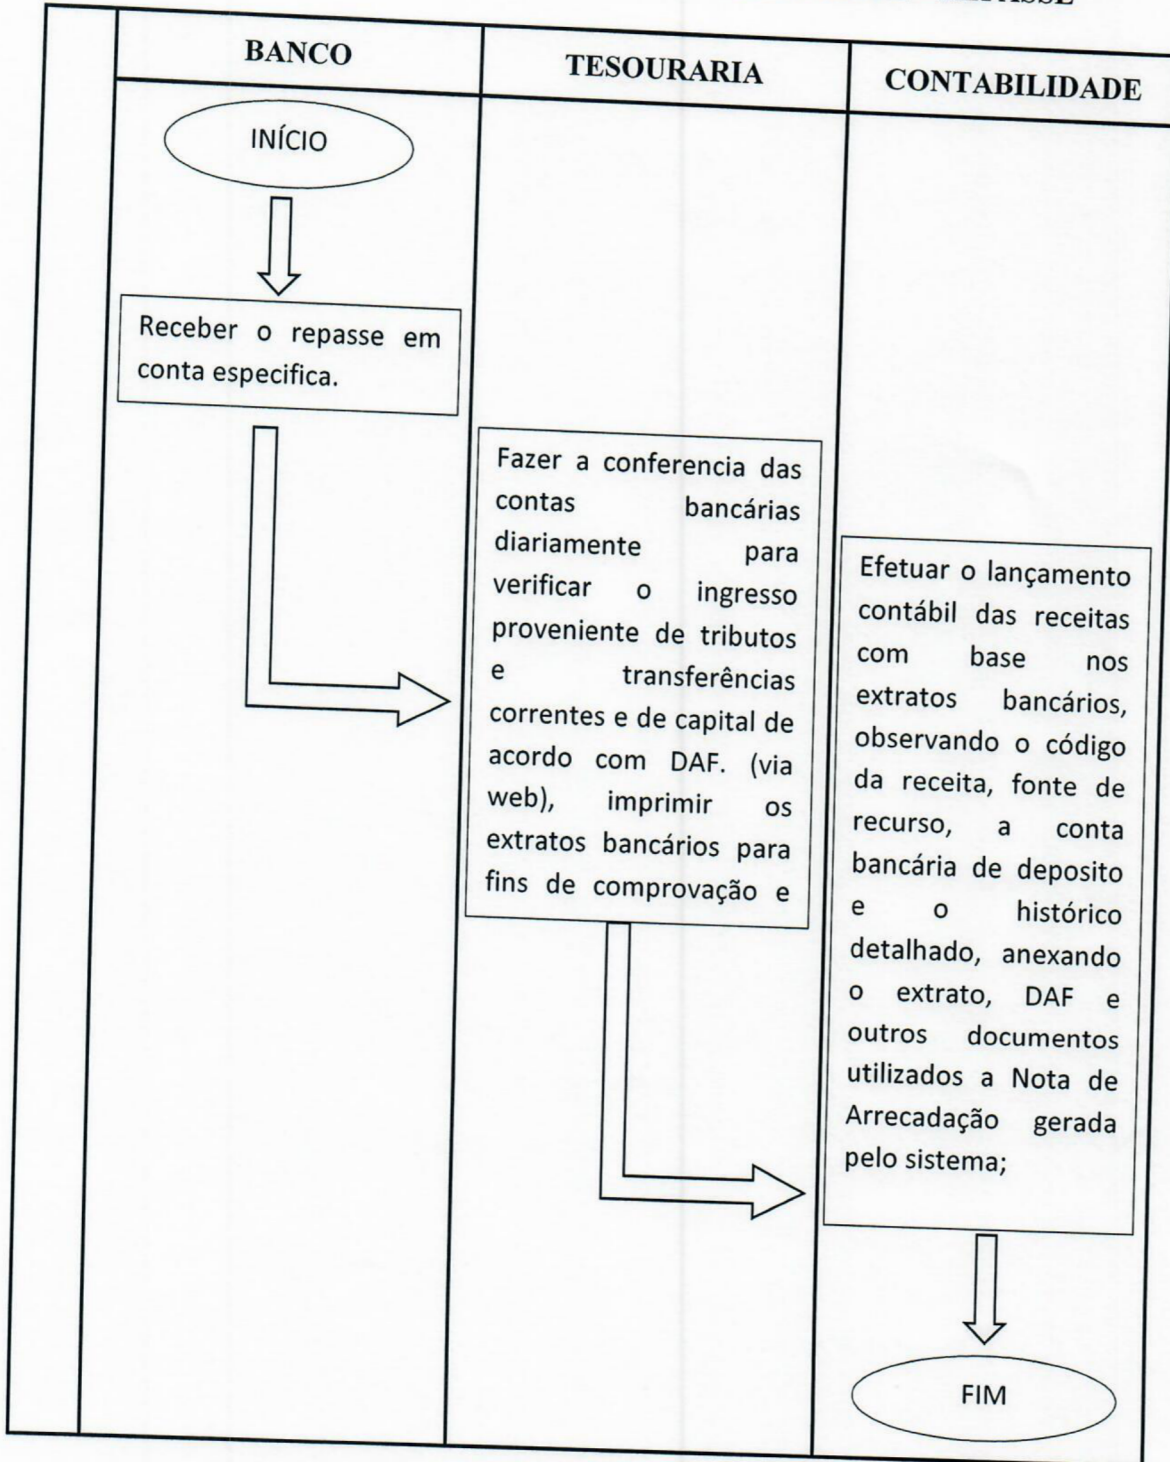 BANCO
TESOURARIA
CONTABILIDADE
INÍCIO
Receber o repasse em
conta especifica.
Fazer a conferencia das
contas bancárias
diariamente para
verificar o ingresso
proveniente de tributos
e transferências
correntes e de capital de
acordo com DAF. (via
web), imprimir os
extratos bancários para
fins de comprovação e
Efetuar o lançamento
contábil das receitas
com base nos
extratos bancários,
observando o código
da receita, fonte de
recurso, a conta
bancária de deposito
e o histórico
detalhado, anexando
o extrato, DAF e
outros documentos
utilizados a Nota de
Arrecadação gerada
pelo sistema;
FIM